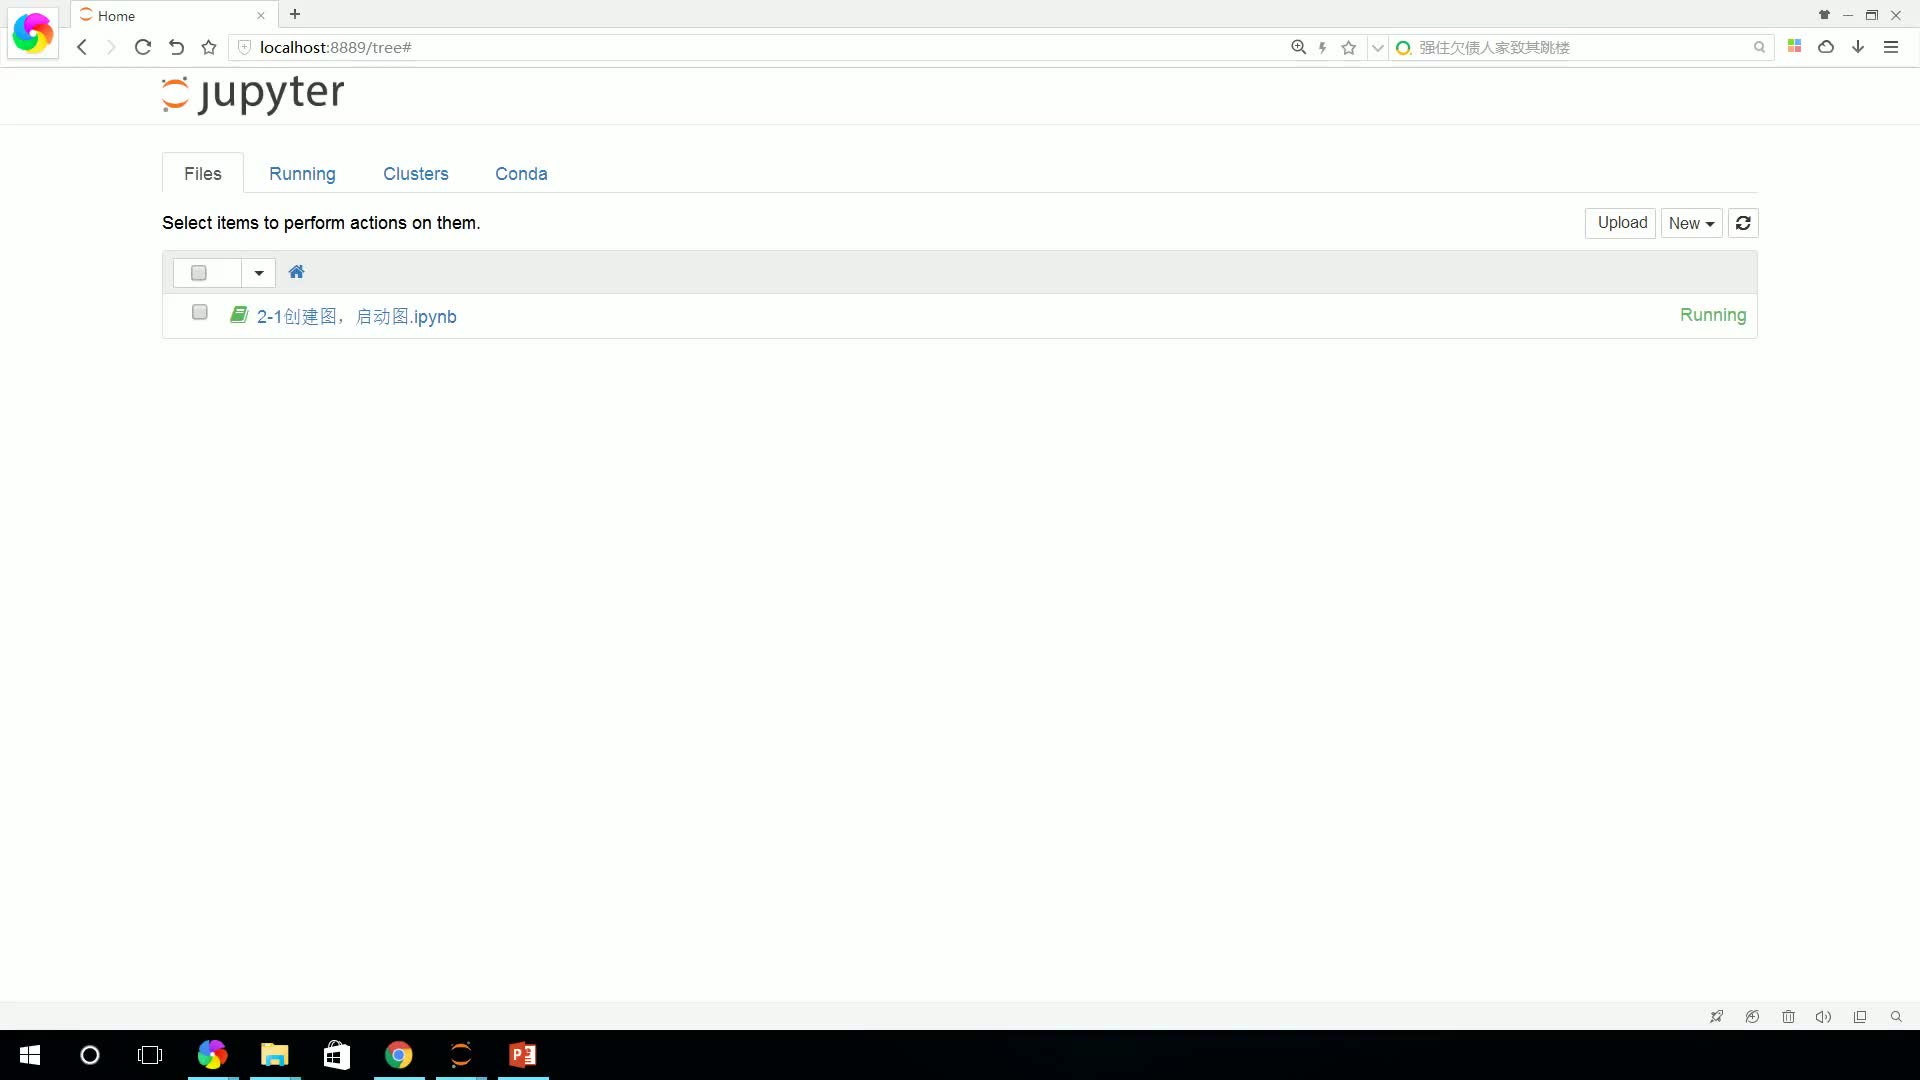 Home
localhost:8889/tree#
强住欠债人家致其跳楼
jupyter
Files
Running
Clusters
Conda
Select items to perform actions on them.
Upload
New
2-1创建图，启动图.ipynb
Running